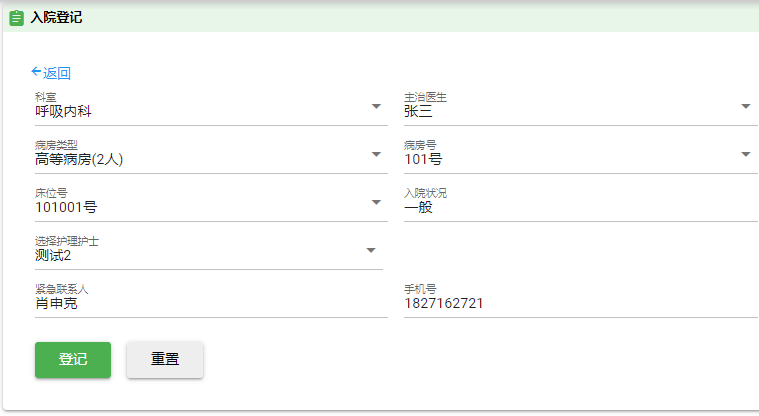 入院登记
返回
科室 主治医生
呼吸内科 张三
病房类型 病房号
高等病房(2人) 101号
床位号 入院状况
101001号 一般
选择护理护士
测试2
紧急联系人 手机号
肖申克 1827162721
登记 重置